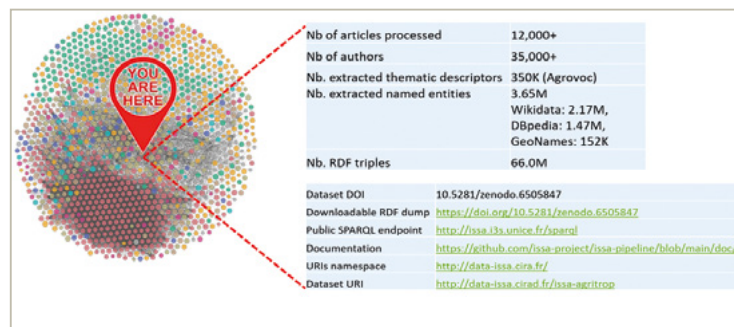 YOU
ARE
HERE
Nb of articles processed 12,000+
Nb of authors 35,000+
Nb. extracted thematic descriptors 350K (Agrovoc)
Nb. extracted named entities 3.65M
Wikidata: 2.17M,
DBpedia: 1.47M,
GeoNames: 152K
Nb. RDF triples 66.0M
Dataset DOI 10.5281/zenodo.6505847
Downloadable RDF dump https://doi.org/10.5281/zenodo.6505847
Public SPARQL endpoint http://issa.i3s.unice.fr/sparql
Documentation https://github.com/issa-project/issa-pipeline/blob/main/doc/
URIs namespace http://data-issa.cira.fr/
Dataset URI http://data-issa.cirad.fr/issa-agritrop